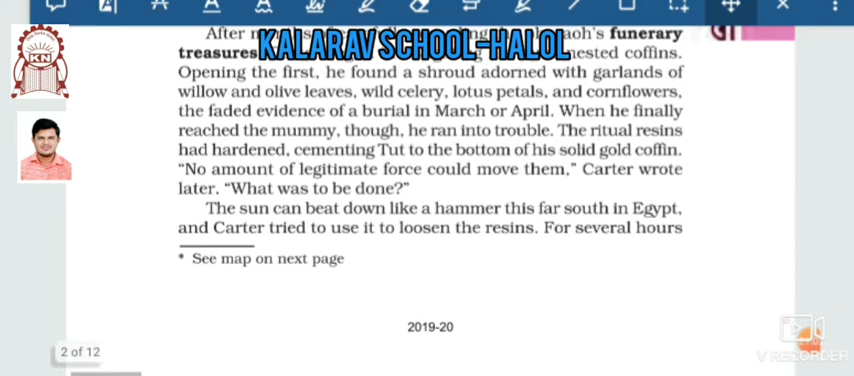 KN
After
KALARAV SCHOOL-HALOL
aoh's funerary
treasures
nested coffins.
Opening the first, he found a shroud adorned with garlands of
willow and olive leaves, wild celery, lotus petals, and cornflowers,
the faded evidence of a burial in March or April. When he finally
reached the mummy, though, he ran into trouble. The ritual resins
had hardened, cementing Tut to the bottom of his solid gold coffin.
“No amount of legitimate force could move them,” Carter wrote
later. “What was to be done?”
The sun can beat down like a hammer this far south in Egypt,
and Carter tried to use it to loosen the resins. For several hours
* See map on next page
2019-20
2 of 12
V RECORDER